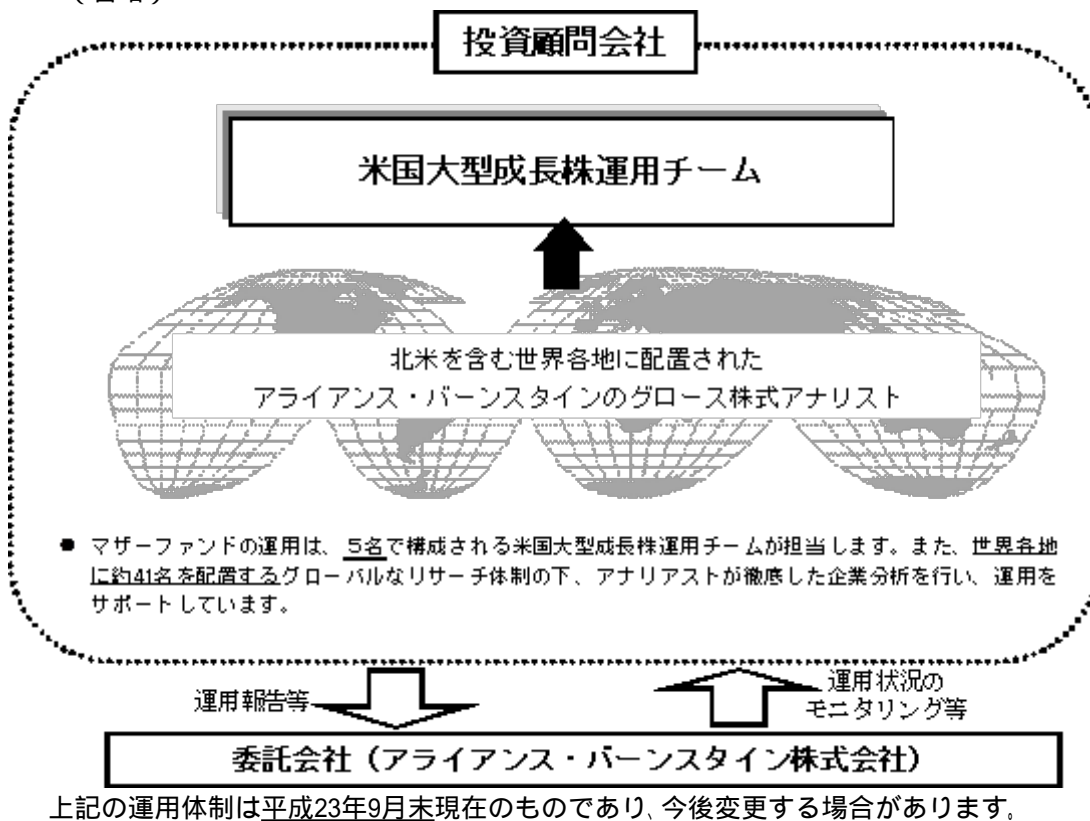 投資顧問会社
米国大型成長株運用チーム
北米を含む世界各地に配置された
アライアンス・バーンスタインのグロース株式アナリスト
● マザーファンドの運用は、5名で構成される米国大型成長株運用チームが担当します。また、世界各地
に約41名を配置するグローバルなリサーチ体制の下、アナリアストが徹底した企業分析を行い、運用を
サポートしています。
運用報告等
運用状況の
モニタリング等
委託会社（アライアンス・バーンスタイン株式会社）
上記の運用体制は平成23年9月末現在のものであり、今後変更する場合があります。